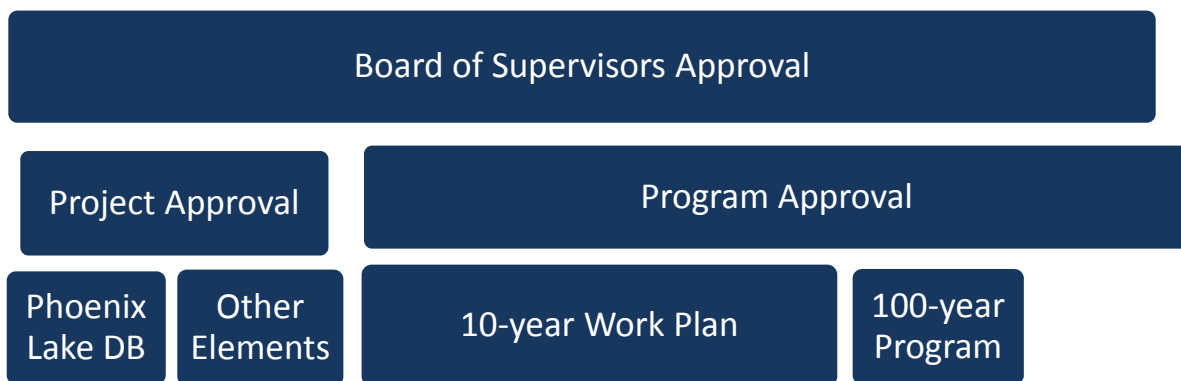 Board of Supervisors Approval
Project Approval
Program Approval
Phoenix
Lake DB
Other
Elements
10-year Work Plan
100-year
Program